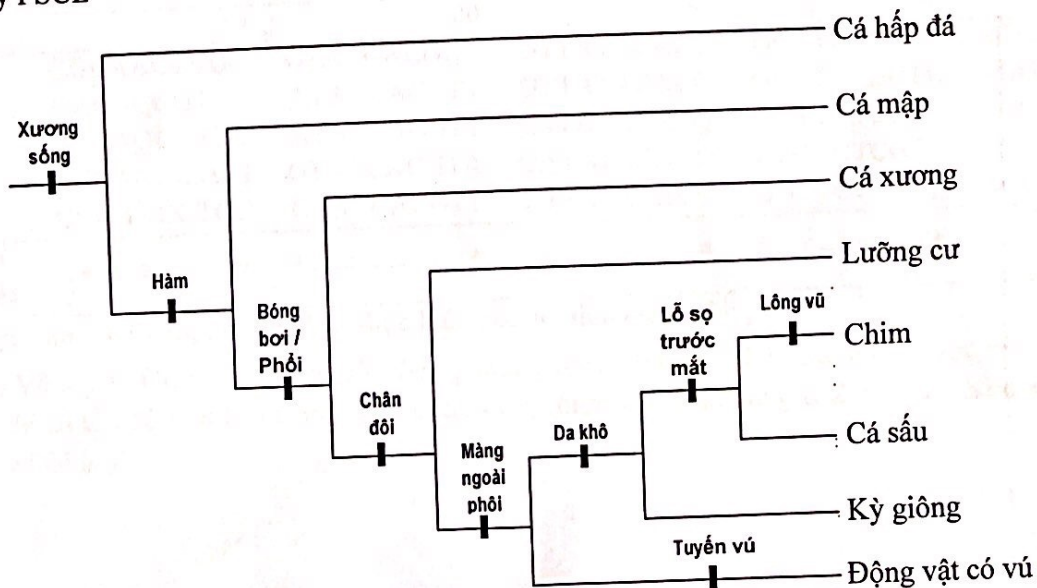 Cá hấp đá
Cá mập
Xương
sống
Cá xương
Lưỡng cư
Hàm
Bóng
bơi /
Phổi
Lỗ sọ
trước
mắt
Lông vũ
Chim
Chân
đôi
Da khô
Cá sấu
Màng
ngoài
phôi
Kỳ giông
Tuyến vú
Động vật có vú